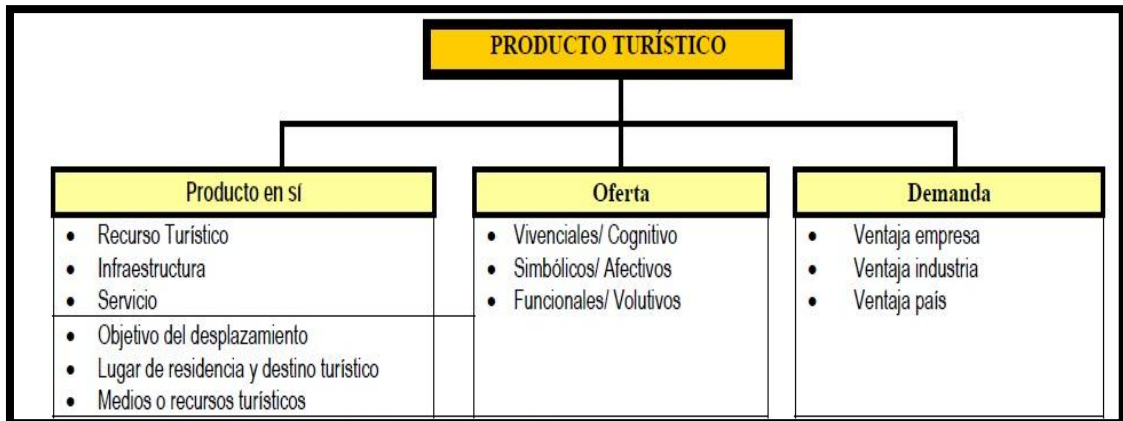 PRODUCTO TURÍSTICO
Producto en sí
• Recurso Turístico
• Infraestructura
• Servicio
• Objetivo del desplazamiento
• Lugar de residencia y destino turístico
• Medios o recursos turísticos
Oferta
• Vivenciales/ Cognitivo
• Simbólicos/ Afectivos
• Funcionales/ Volutivos
Demanda
• Ventaja empresa
• Ventaja industria
• Ventaja país